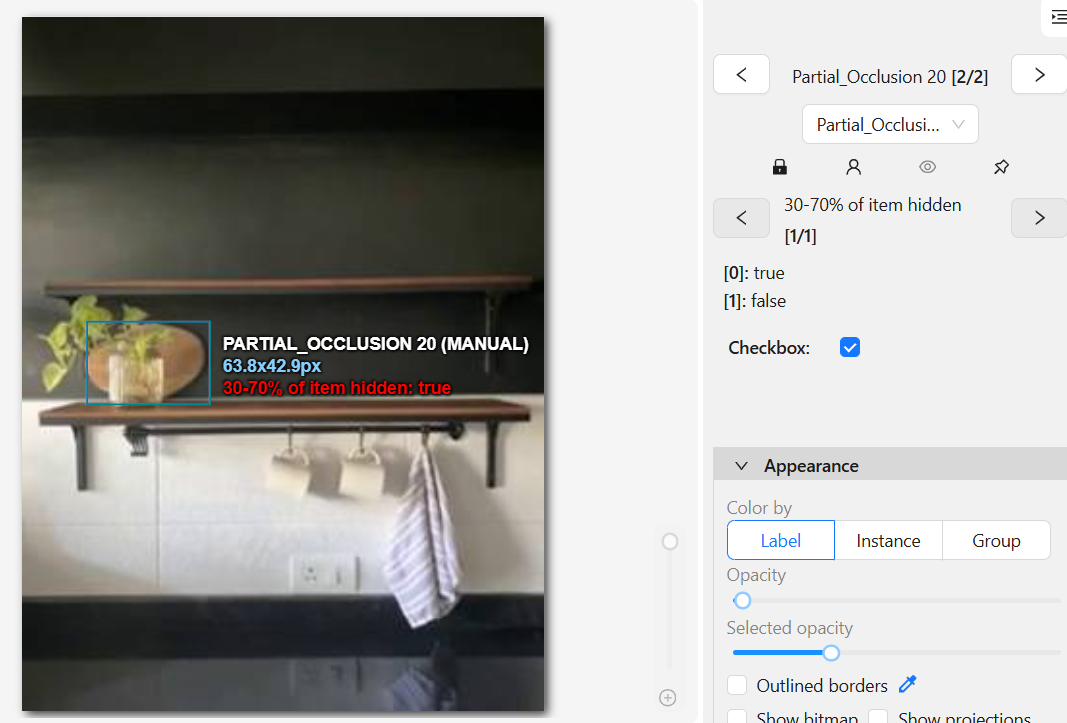 PARTIAL_OCCLUSION 20 (MANUAL)
63.8x42.9px
30-70% of item hidden: true
Partial_Occlusion 20 [2/2]
Partial_Occlusi...
30-70% of item hidden
[1/1]
[0]: true
[1]: false
Checkbox:
Appearance
Color by
Label Instance Group
Opacity
Selected opacity
Outlined borders
Show bitmap Show projections